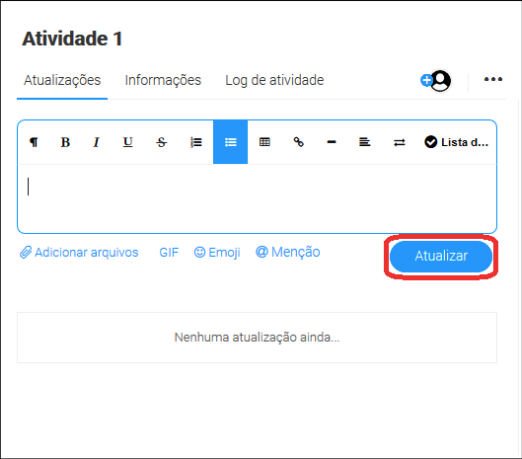 Atividade 1
Atualizações Informações Log de atividade
¶ B I U S Lista d...
Adicionar arquivos GIF Emoji @ Menção Atualizar
Nenhuma atualização ainda...